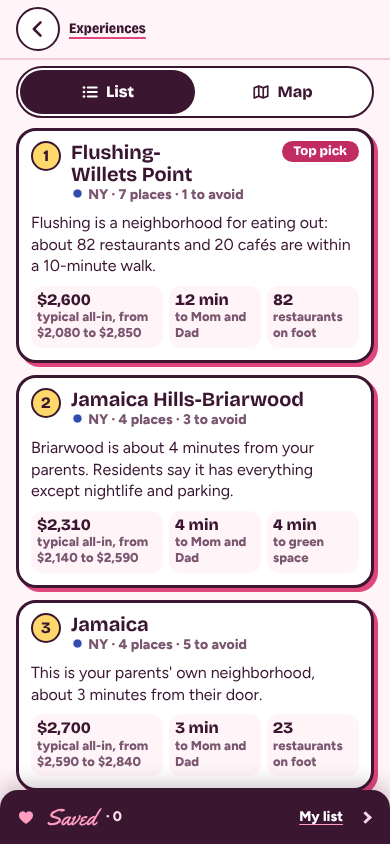 Experiences
List
Map
1
Flushing-
Willets Point
Top pick
NY · 7 places · 1 to avoid
Flushing is a neighborhood for eating out:
about 82 restaurants and 20 cafés are within
a 10-minute walk.
$2,600
typical all-in, from
$2,080 to $2,850
12 min
to Mom and
Dad
82
restaurants
on foot
2
Jamaica Hills-Briarwood
NY · 4 places · 3 to avoid
Briarwood is about 4 minutes from your
parents. Residents say it has everything
except nightlife and parking.
$2,310
typical all-in, from
$2,140 to $2,590
4 min
to Mom and
Dad
4 min
to green
space
3
Jamaica
NY · 4 places · 5 to avoid
This is your parents' own neighborhood,
about 3 minutes from their door.
$2,700
typical all-in, from
$2,590 to $2,840
3 min
to Mom and
Dad
23
restaurants
on foot
Saved · 0
My list